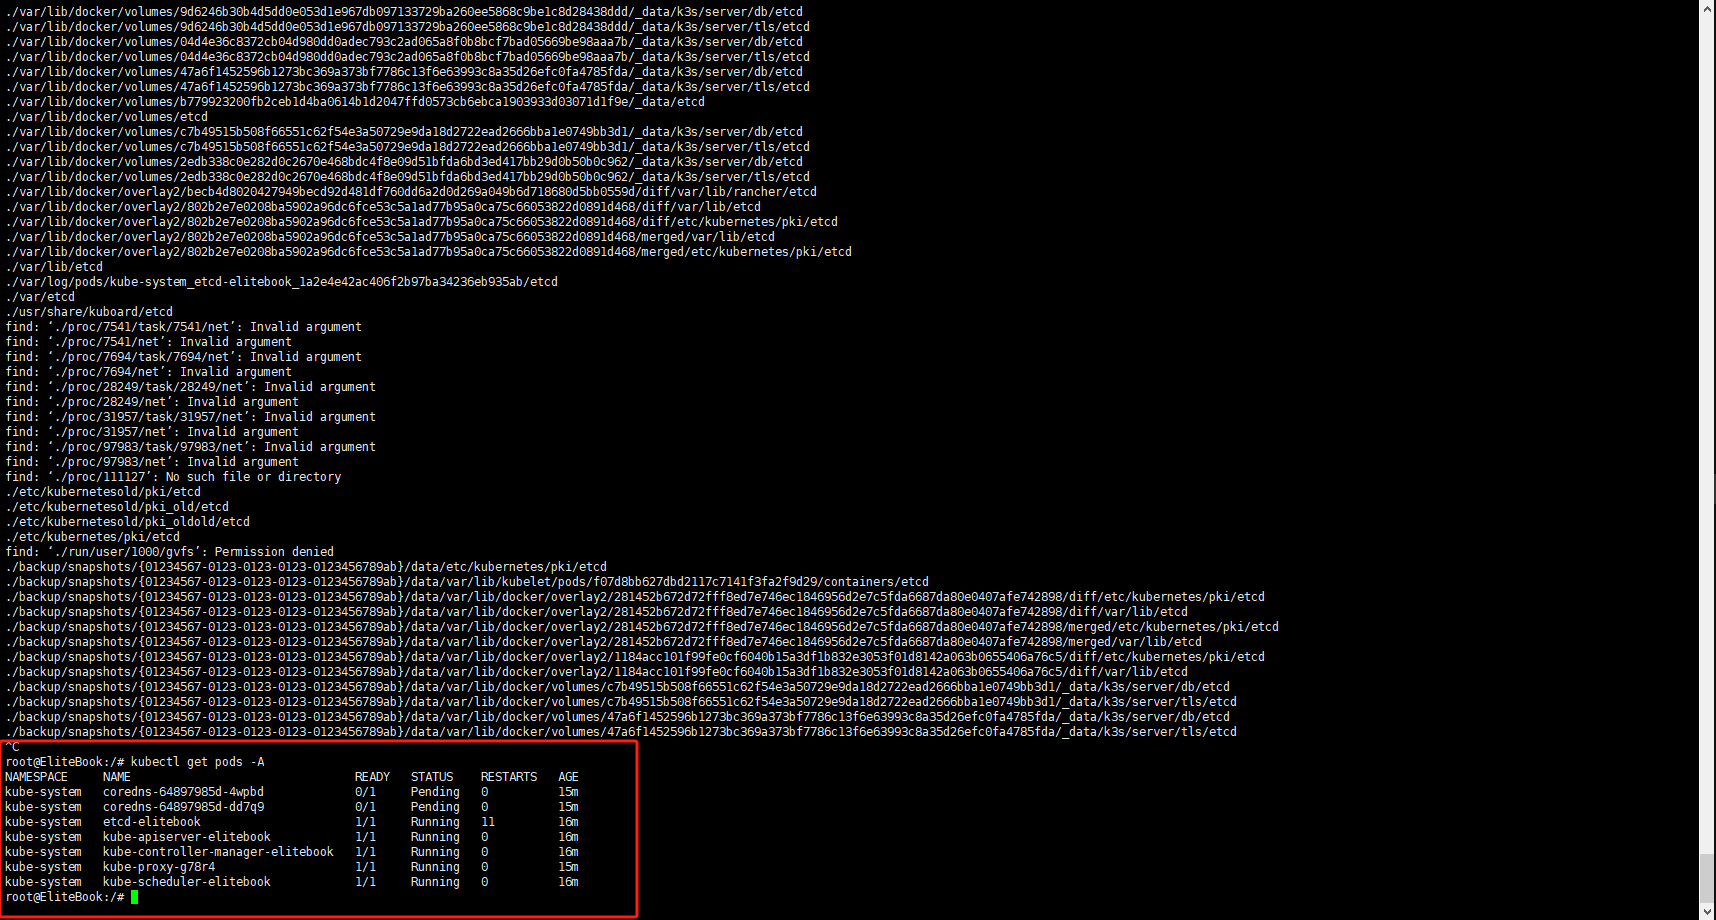 ./var/lib/docker/volumes/9d6246b30b4d5dd0e053d1e967db097133729ba260ee5868c9be1c8d28438ddd/_data/k3s/server/db/etcd
./var/lib/docker/volumes/9d6246b30b4d5dd0e053d1e967db097133729ba260ee5868c9be1c8d28438ddd/_data/k3s/server/tls/etcd
./var/lib/docker/volumes/04d4e36c8372cb04d980dd0adec793c2ad065a8f0b8bcf7bad05669be98aaa7b/_data/k3s/server/db/etcd
./var/lib/docker/volumes/04d4e36c8372cb04d980dd0adec793c2ad065a8f0b8bcf7bad05669be98aaa7b/_data/k3s/server/tls/etcd
./var/lib/docker/volumes/47a6f1452596b1273bc369a373bf7786c13f6e63993c8a35d26efc0fa4785fda/_data/k3s/server/db/etcd
./var/lib/docker/volumes/47a6f1452596b1273bc369a373bf7786c13f6e63993c8a35d26efc0fa4785fda/_data/k3s/server/tls/etcd
./var/lib/docker/volumes/b779923200fb2ceb1d4ba0614b1d2047ffd0573cb6ebca1903933d03071d1f9e/_data/etcd
./var/lib/docker/volumes/etcd
./var/lib/docker/volumes/c7b49515b508f66551c62f54e3a50729e9da18d2722ead2666bba1e0749bb3d1/_data/k3s/server/db/etcd
./var/lib/docker/volumes/c7b49515b508f66551c62f54e3a50729e9da18d2722ead2666bba1e0749bb3d1/_data/k3s/server/tls/etcd
./var/lib/docker/volumes/2edb338c0e282d0c2670e468bdc4f8e09d51bfda6bd3ed417bb29d0b50b0c962/_data/k3s/server/db/etcd
./var/lib/docker/volumes/2edb338c0e282d0c2670e468bdc4f8e09d51bfda6bd3ed417bb29d0b50b0c962/_data/k3s/server/tls/etcd
./var/lib/docker/overlay2/becb4d8020427949becd92d481df760dd6a2d0d269a049b6d718680d5bb0559d/diff/var/lib/rancher/etcd
./var/lib/docker/overlay2/802b2e7e0208ba5902a96dc6fce53c5a1ad77b95a0ca75c66053822d0891d468/diff/var/lib/etcd
./var/lib/docker/overlay2/802b2e7e0208ba5902a96dc6fce53c5a1ad77b95a0ca75c66053822d0891d468/diff/etc/kubernetes/pki/etcd
./var/lib/docker/overlay2/802b2e7e0208ba5902a96dc6fce53c5a1ad77b95a0ca75c66053822d0891d468/merged/var/lib/etcd
./var/lib/docker/overlay2/802b2e7e0208ba5902a96dc6fce53c5a1ad77b95a0ca75c66053822d0891d468/merged/etc/kubernetes/pki/etcd
./var/lib/etcd
./var/log/pods/kube-system_etcd-elitebook_1a2e4e42ac406f2b97ba34236eb935ab/etcd
./var/etcd
./usr/share/kuboard/etcd
find: ‘./proc/7541/task/7541/net’: Invalid argument
find: ‘./proc/7541/net’: Invalid argument
find: ‘./proc/7694/task/7694/net’: Invalid argument
find: ‘./proc/7694/net’: Invalid argument
find: ‘./proc/28249/task/28249/net’: Invalid argument
find: ‘./proc/28249/net’: Invalid argument
find: ‘./proc/31957/task/31957/net’: Invalid argument
find: ‘./proc/31957/net’: Invalid argument
find: ‘./proc/97983/task/97983/net’: Invalid argument
find: ‘./proc/97983/net’: Invalid argument
find: ‘./proc/111127’: No such file or directory
./etc/kubernetesold/pki/etcd
./etc/kubernetesold/pki_old/etcd
./etc/kubernetesold/pki_oldold/etcd
./etc/kubernetes/pki/etcd
find: ‘./run/user/1000/gvfs’: Permission denied
./backup/snapshots/{01234567-0123-0123-0123-0123456789ab}/data/etc/kubernetes/pki/etcd
./backup/snapshots/{01234567-0123-0123-0123-0123456789ab}/data/var/lib/kubelet/pods/f07d8bb627dbd2117c7141f3fa2f9d29/containers/etcd
./backup/snapshots/{01234567-0123-0123-0123-0123456789ab}/data/var/lib/docker/overlay2/281452b672d72fff8ed7e746ec1846956d2e7c5fda6687da80e0407afe742898/diff/etc/kubernetes/pki/etcd
./backup/snapshots/{01234567-0123-0123-0123-0123456789ab}/data/var/lib/docker/overlay2/281452b672d72fff8ed7e746ec1846956d2e7c5fda6687da80e0407afe742898/diff/var/lib/etcd
./backup/snapshots/{01234567-0123-0123-0123-0123456789ab}/data/var/lib/docker/overlay2/281452b672d72fff8ed7e746ec1846956d2e7c5fda6687da80e0407afe742898/merged/etc/kubernetes/pki/etcd
./backup/snapshots/{01234567-0123-0123-0123-0123456789ab}/data/var/lib/docker/overlay2/281452b672d72fff8ed7e746ec1846956d2e7c5fda6687da80e0407afe742898/merged/var/lib/etcd
./backup/snapshots/{01234567-0123-0123-0123-0123456789ab}/data/var/lib/docker/overlay2/1184acc101f99fe0cf6040b15a3df1b832e3053f01d8142a063b0655406a76c5/diff/etc/kubernetes/pki/etcd
./backup/snapshots/{01234567-0123-0123-0123-0123456789ab}/data/var/lib/docker/overlay2/1184acc101f99fe0cf6040b15a3df1b832e3053f01d8142a063b0655406a76c5/diff/var/lib/etcd
./backup/snapshots/{01234567-0123-0123-0123-0123456789ab}/data/var/lib/docker/volumes/c7b49515b508f66551c62f54e3a50729e9da18d2722ead2666bba1e0749bb3d1/_data/k3s/server/db/etcd
./backup/snapshots/{01234567-0123-0123-0123-0123456789ab}/data/var/lib/docker/volumes/c7b49515b508f66551c62f54e3a50729e9da18d2722ead2666bba1e0749bb3d1/_data/k3s/server/tls/etcd
./backup/snapshots/{01234567-0123-0123-0123-0123456789ab}/data/var/lib/docker/volumes/47a6f1452596b1273bc369a373bf7786c13f6e63993c8a35d26efc0fa4785fda/_data/k3s/server/db/etcd
./backup/snapshots/{01234567-0123-0123-0123-0123456789ab}/data/var/lib/docker/volumes/47a6f1452596b1273bc369a373bf7786c13f6e63993c8a35d26efc0fa4785fda/_data/k3s/server/tls/etcd
^C
root@EliteBook:/# kubectl get pods -A
NAMESPACE     NAME                                READY   STATUS    RESTARTS   AGE
kube-system   coredns-64897985d-4wpbd             0/1     Pending   0          15m
kube-system   coredns-64897985d-dd7q9             0/1     Pending   0          15m
kube-system   etcd-elitebook                      1/1     Running   11         16m
kube-system   kube-apiserver-elitebook            1/1     Running   0          16m
kube-system   kube-controller-manager-elitebook   1/1     Running   0          16m
kube-system   kube-proxy-g78r4                    1/1     Running   0          15m
kube-system   kube-scheduler-elitebook            1/1     Running   0          16m
root@EliteBook:/#